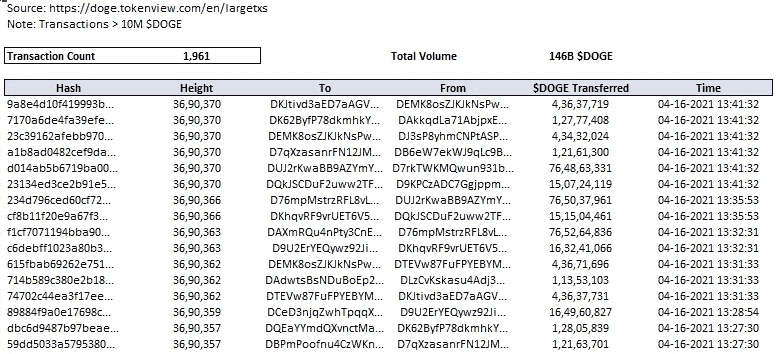 Source: https://doge.tokenview.com/en/largetxs
Note: Transactions > 10M $DOGE
Transaction Count 1,961 Total Volume 146B $DOGE
Hash Height To From $DOGE Transferred Time
9a8e4d10f419993b... 36,90,370 DKJtivd3aED7aAGV... DEMK8osZJKJkNsPw... 4,36,37,719 04-16-2021 13:41:32
7170a6de4fa39efe... 36,90,370 DK62ByfP78dkmhkY... DAkkqdLa71AbjpxE... 1,27,77,408 04-16-2021 13:41:32
23c39162afebb970... 36,90,370 DEMK8osZJKJkNsPw... DJ3sP8yhmCNPtASP... 4,34,32,024 04-16-2021 13:41:32
a1b8ad0482cef9da... 36,90,370 D7qXzasanrFN12JM... DB6eW7ekWJ9qLc9B... 1,21,61,300 04-16-2021 13:41:32
d014ab5b6719ba00... 36,90,370 DUJ2rKwaBB9AZYmY... D7rkTWKMQwun931b... 76,48,63,331 04-16-2021 13:41:32
23134ed3ce2b91e5... 36,90,370 DQkJSCDuF2uww2TF... D9KPCzADC7Ggjppm... 15,07,24,119 04-16-2021 13:41:32
234d796ced60cf72... 36,90,366 D76mpMstrzRFL8vL... DUJ2rKwaBB9AZYmY... 76,50,37,961 04-16-2021 13:35:53
cf8b11f20e9a67f3... 36,90,366 DKhqvRF9vrUET6V5... DQkJSCDuF2uww2TF... 15,15,04,461 04-16-2021 13:35:53
f1cf7071194bba90... 36,90,363 DAXmRQu4nPty3CnE... D76mpMstrzRFL8vL... 76,52,64,836 04-16-2021 13:32:31
c6debff1023a80b3... 36,90,363 D9U2ErYEQywz92Ji... DKhqvRF9vrUET6V5... 16,32,41,066 04-16-2021 13:32:31
615fbab69262e751... 36,90,362 DEMK8osZJKJkNsPw... DTEVw87FuFPYEBYM... 4,36,71,696 04-16-2021 13:31:33
714b589c380e2b18... 36,90,362 DAdwtsBsNDuBoEp2... DLzCvKskasu4Adj3... 1,13,53,103 04-16-2021 13:31:33
74702c44ea3f17ee... 36,90,362 DTEVw87FuFPYEBYM... DKJtivd3aED7aAGV... 4,36,37,731 04-16-2021 13:31:33
89884f9a0e17698c... 36,90,359 DCeD3njqZwhTpqqX... D9U2ErYEQywz92Ji... 16,49,60,827 04-16-2021 13:28:54
dbc6d9487b97beae... 36,90,357 DQEaYYmdQXvnctMa... DK62ByfP78dkmhkY... 1,28,05,839 04-16-2021 13:27:30
59dd5033a5795380... 36,90,357 DBPmPoofnu4CzWKn... D7qXzasanrFN12JM... 1,21,63,701 04-16-2021 13:27:30